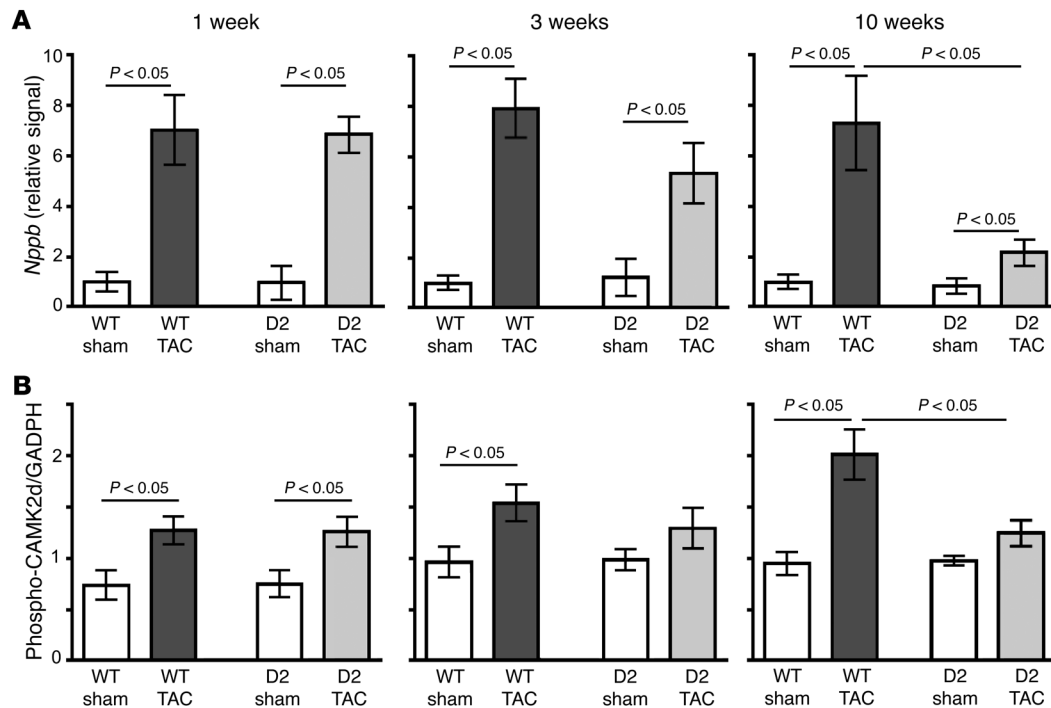 A
1 week
3 weeks
10 weeks
Nppb (relative signal)
10
8
6
4
2
0
P < 0.05
P < 0.05
P < 0.05
P < 0.05
P < 0.05
P < 0.05
P < 0.05
WT sham
WT TAC
D2 sham
D2 TAC
WT sham
WT TAC
D2 sham
D2 TAC
WT sham
WT TAC
D2 sham
D2 TAC
B
Phospho-CAMK2d/GADPH
2
1
0
P < 0.05
P < 0.05
P < 0.05
P < 0.05
P < 0.05
WT sham
WT TAC
D2 sham
D2 TAC
WT sham
WT TAC
D2 sham
D2 TAC
WT sham
WT TAC
D2 sham
D2 TAC